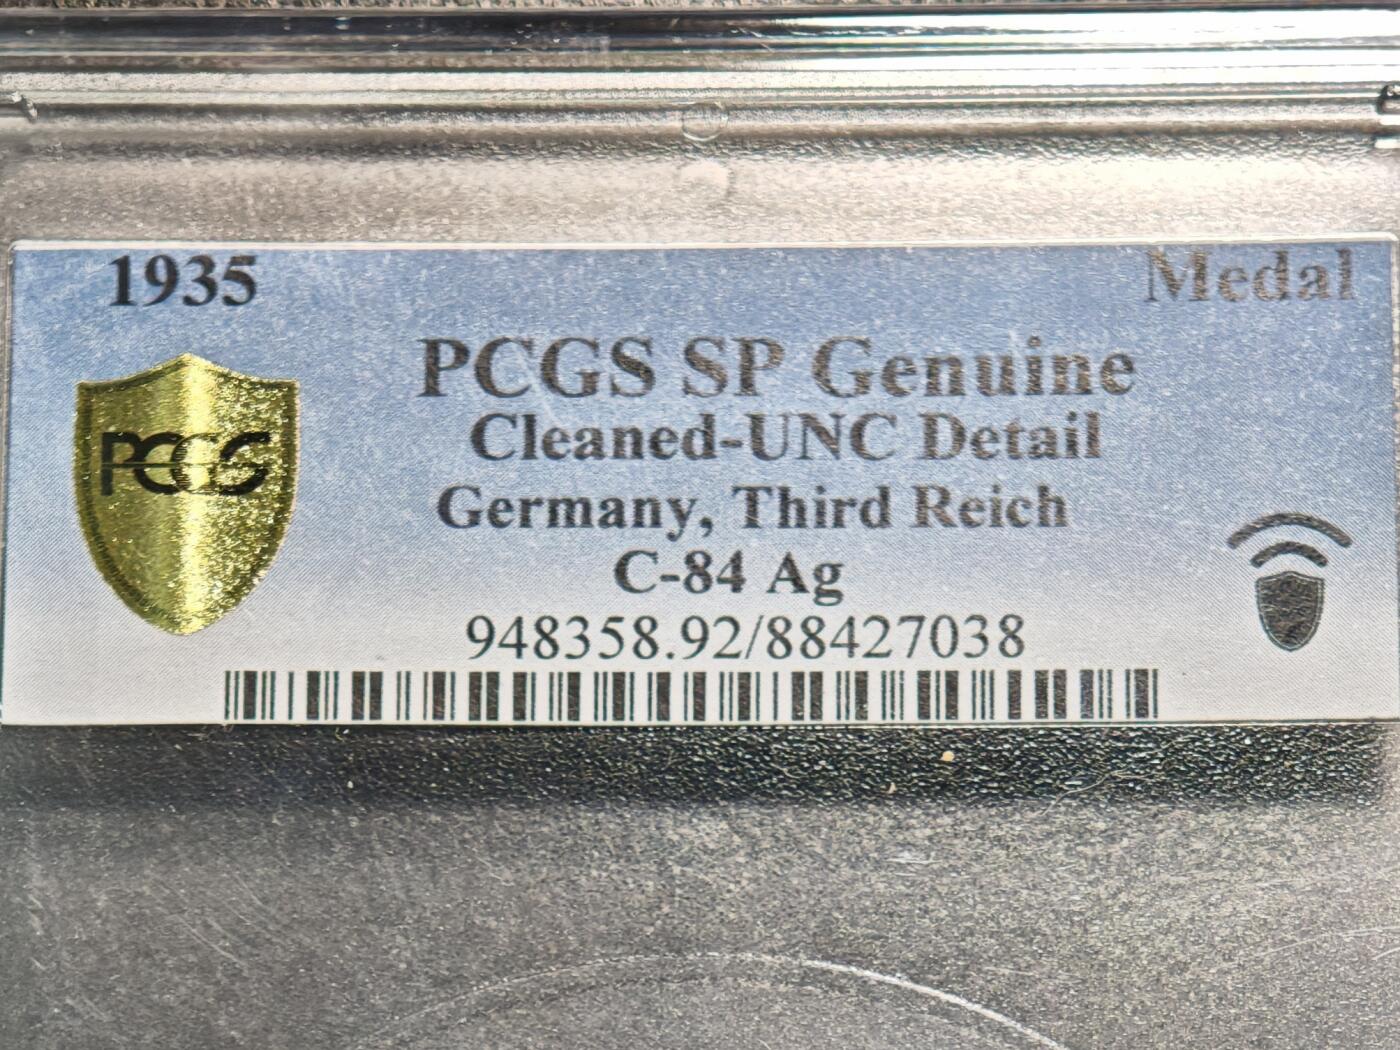 1935 Medal
PCGS SP Genuine
Cleaned-UNC Detail
PCGS
Germany, Third Reich
C-84 Ag
948358.92/88427038